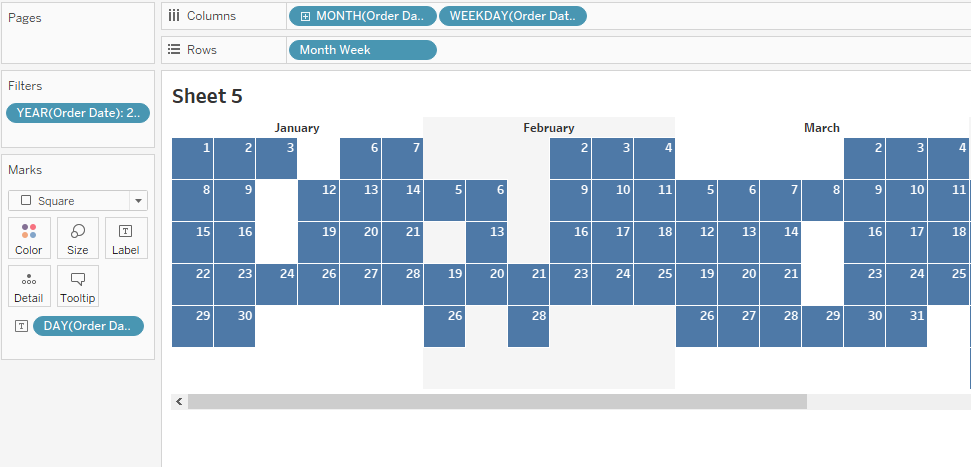 Pages
Columns
MONTH(Order Da..
WEEKDAY(Order Dat..
Rows
Month Week
Filters
YEAR(Order Date): 2..
Marks
Square
Color
Size
Label
Detail
Tooltip
DAY(Order Da..
Sheet 5
January February March
1 2 3 6 7 2 3 4 2 3 4
8 9 12 13 14 5 6 9 10 11 5 6 7 8 9 10 11
15 16 19 20 21 13 16 17 18 12 13 14 16 17 18
22 23 24 26 27 28 19 20 21 23 24 25 19 20 21 23 24 25
29 30 26 28 26 27 28 29 30 31